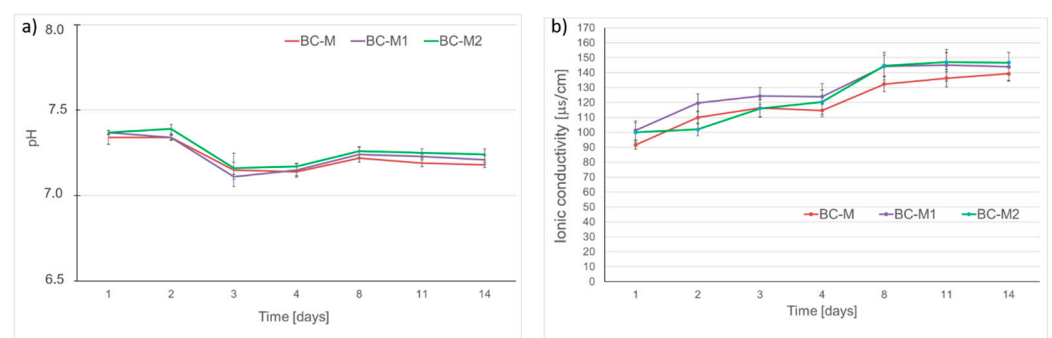 a)
8.0
7.5
7.0
6.5
pH
BC-M BC-M1 BC-M2
1 2 3 4 8 11 14
Time [days]
b)
170
160
150
140
130
120
110
100
90
80
70
60
50
40
30
20
10
0
Ionic conductivity [µs/cm]
BC-M BC-M1 BC-M2
1 2 3 4 8 11 14
Time [days]